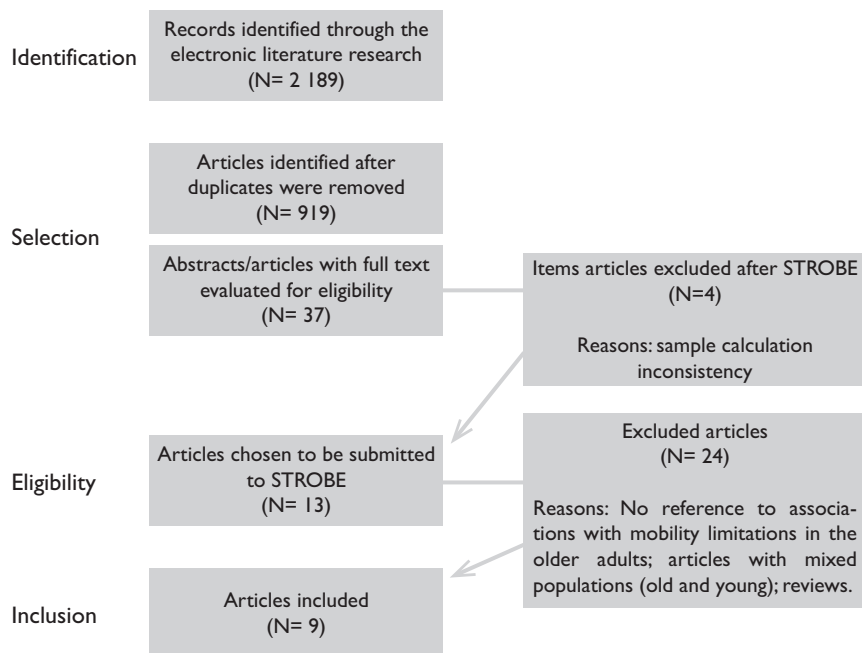 Identification
Records identified through the
electronic literature research
(N= 2 189)
Selection
Articles identified after
duplicates were removed
(N= 919)
Abstracts/articles with full text
evaluated for eligibility
(N= 37)
Items articles excluded after STROBE
(N=4)
Reasons: sample calculation
inconsistency
Eligibility
Articles chosen to be submitted
to STROBE
(N= 13)
Excluded articles
(N= 24)
Reasons: No reference to associa-
tions with mobility limitations in the
older adults; articles with mixed
populations (old and young); reviews.
Inclusion
Articles included
(N= 9)